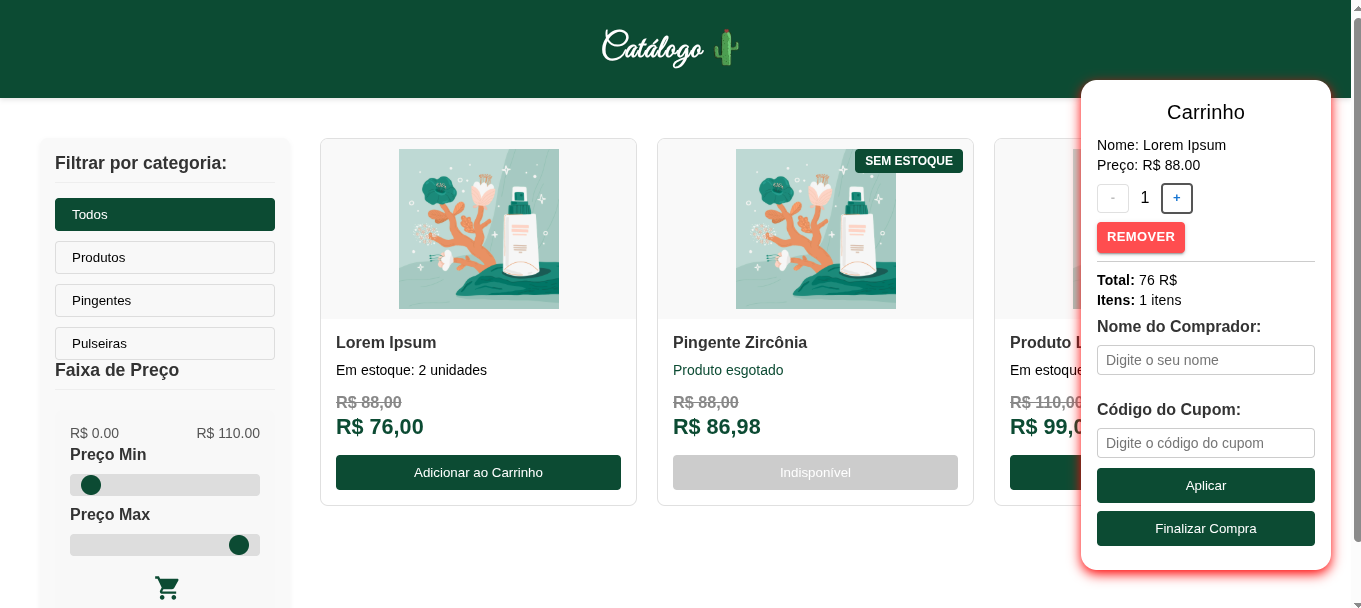 Catálogo
Filtrar por categoria:
Todos
Produtos
Pingentes
Pulseiras
Faixa de Preço
R$ 0.00 R$ 110.00
Preço Min
Preço Max
Lorem Ipsum
Em estoque: 2 unidades
R$ 88,00
R$ 76,00
Adicionar ao Carrinho
SEM ESTOQUE
Pingente Zircônia
Produto esgotado
R$ 88,00
R$ 86,98
Indisponível
Produto L
Em estoque
R$ 110,00
R$ 99,0
Carrinho
Nome: Lorem Ipsum
Preço: R$ 88.00
- 1 +
REMOVER
Total: 76 R$
Itens: 1 itens
Nome do Comprador:
Digite o seu nome
Código do Cupom:
Digite o código do cupom
Aplicar
Finalizar Compra